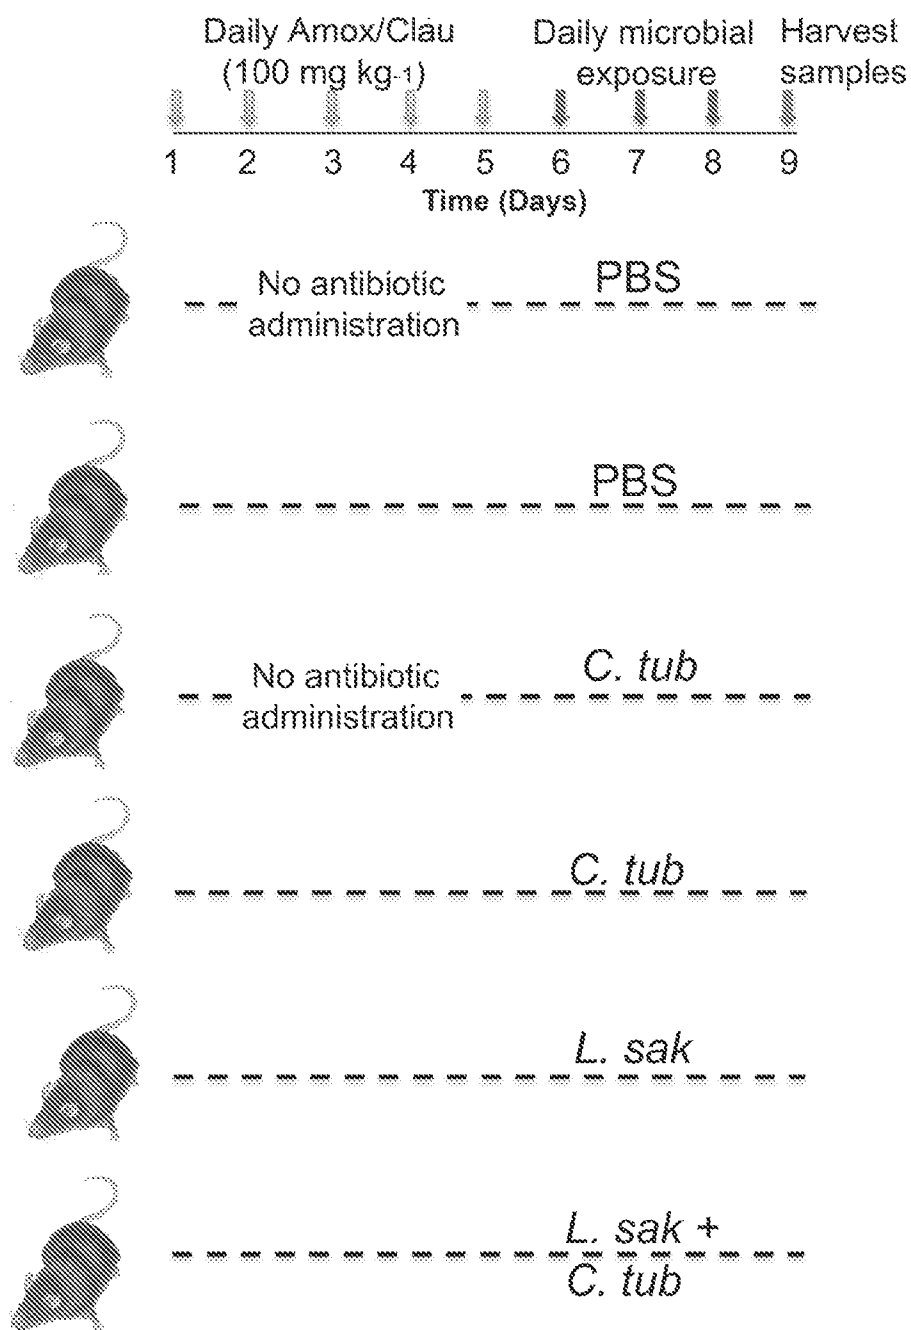 Daily Amox/Clau
(100 mg kg-1)
Daily microbial
exposure
Harvest
samples
1 2 3 4 5 6 7 8 9
Time (Days)
No antibiotic
administration
PBS
PBS
No antibiotic
administration
C. tub
C. tub
L. sak
L. sak +
C. tub